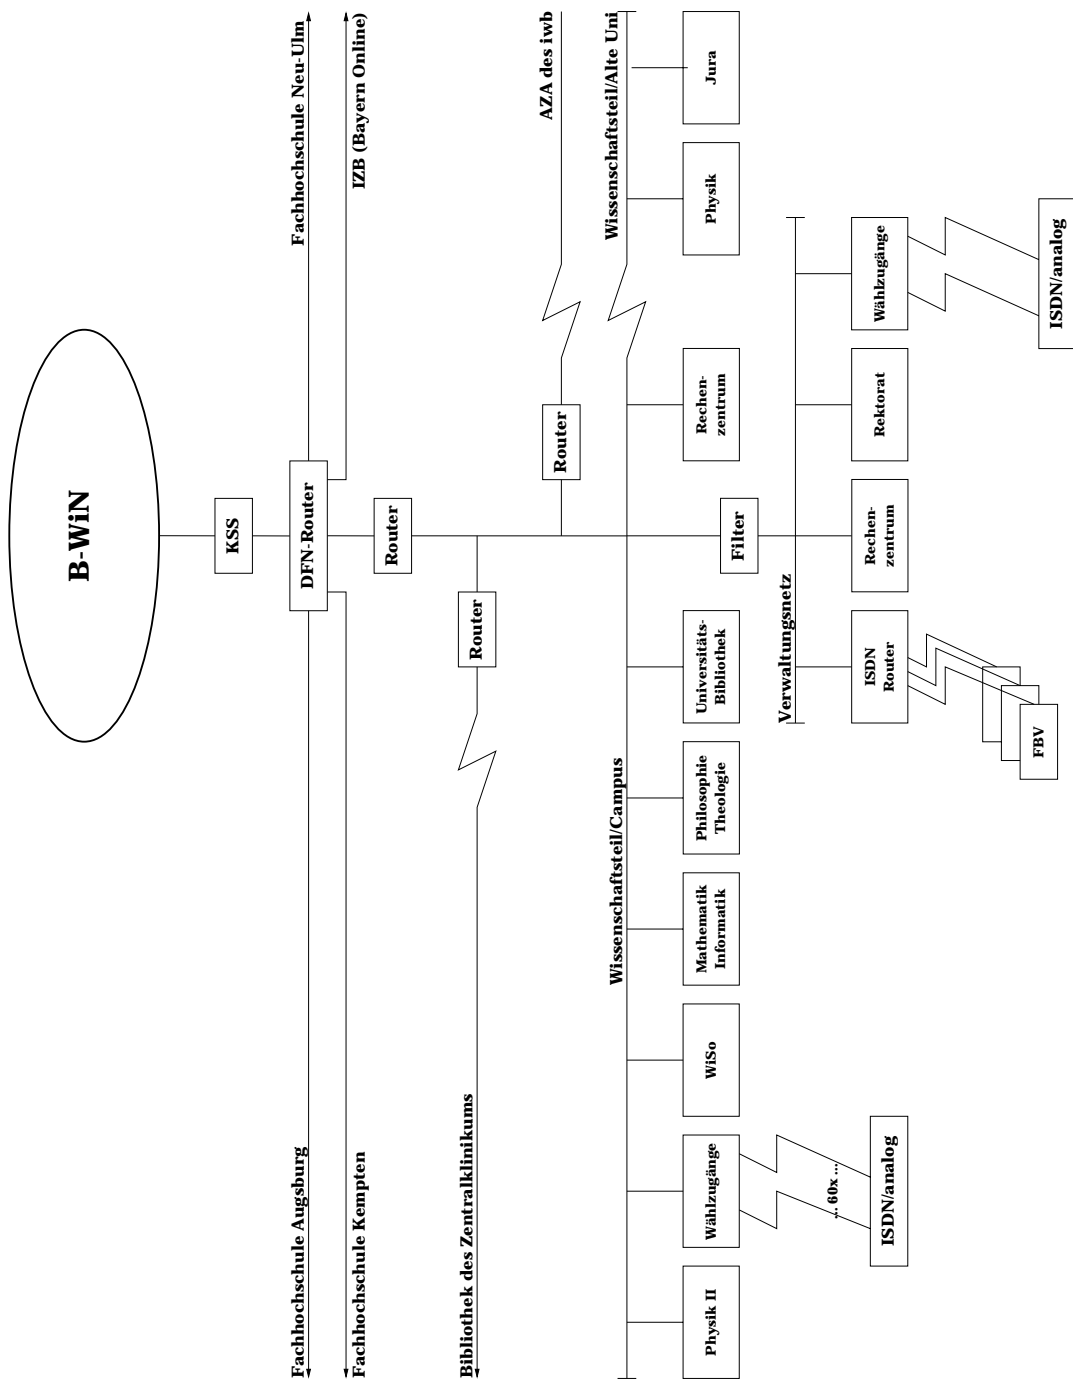 B-WiN
KSS
Fachhochschule Augsburg
DFN-Router
Fachhochschule Neu-Ulm
Fachhochschule Kempten
IZB (Bayern Online)
Router
Bibliothek des Zentralklinikums
Router
Router
AZA des iwb
Wissenschaftsteil/Campus
Wissenschaftsteil/Alte Uni
Physik II
Wählzugänge
WiSo
Mathematik
Informatik
Philosophie
Theologie
Universitäts-
Bibliothek
Rechen-
zentrum
Physik
Jura
Filter
Verwaltungsnetz
... 60x ...
ISDN/analog
ISDN
Router
Rechen-
zentrum
Rektorat
Wählzugänge
FBV
ISDN/analog